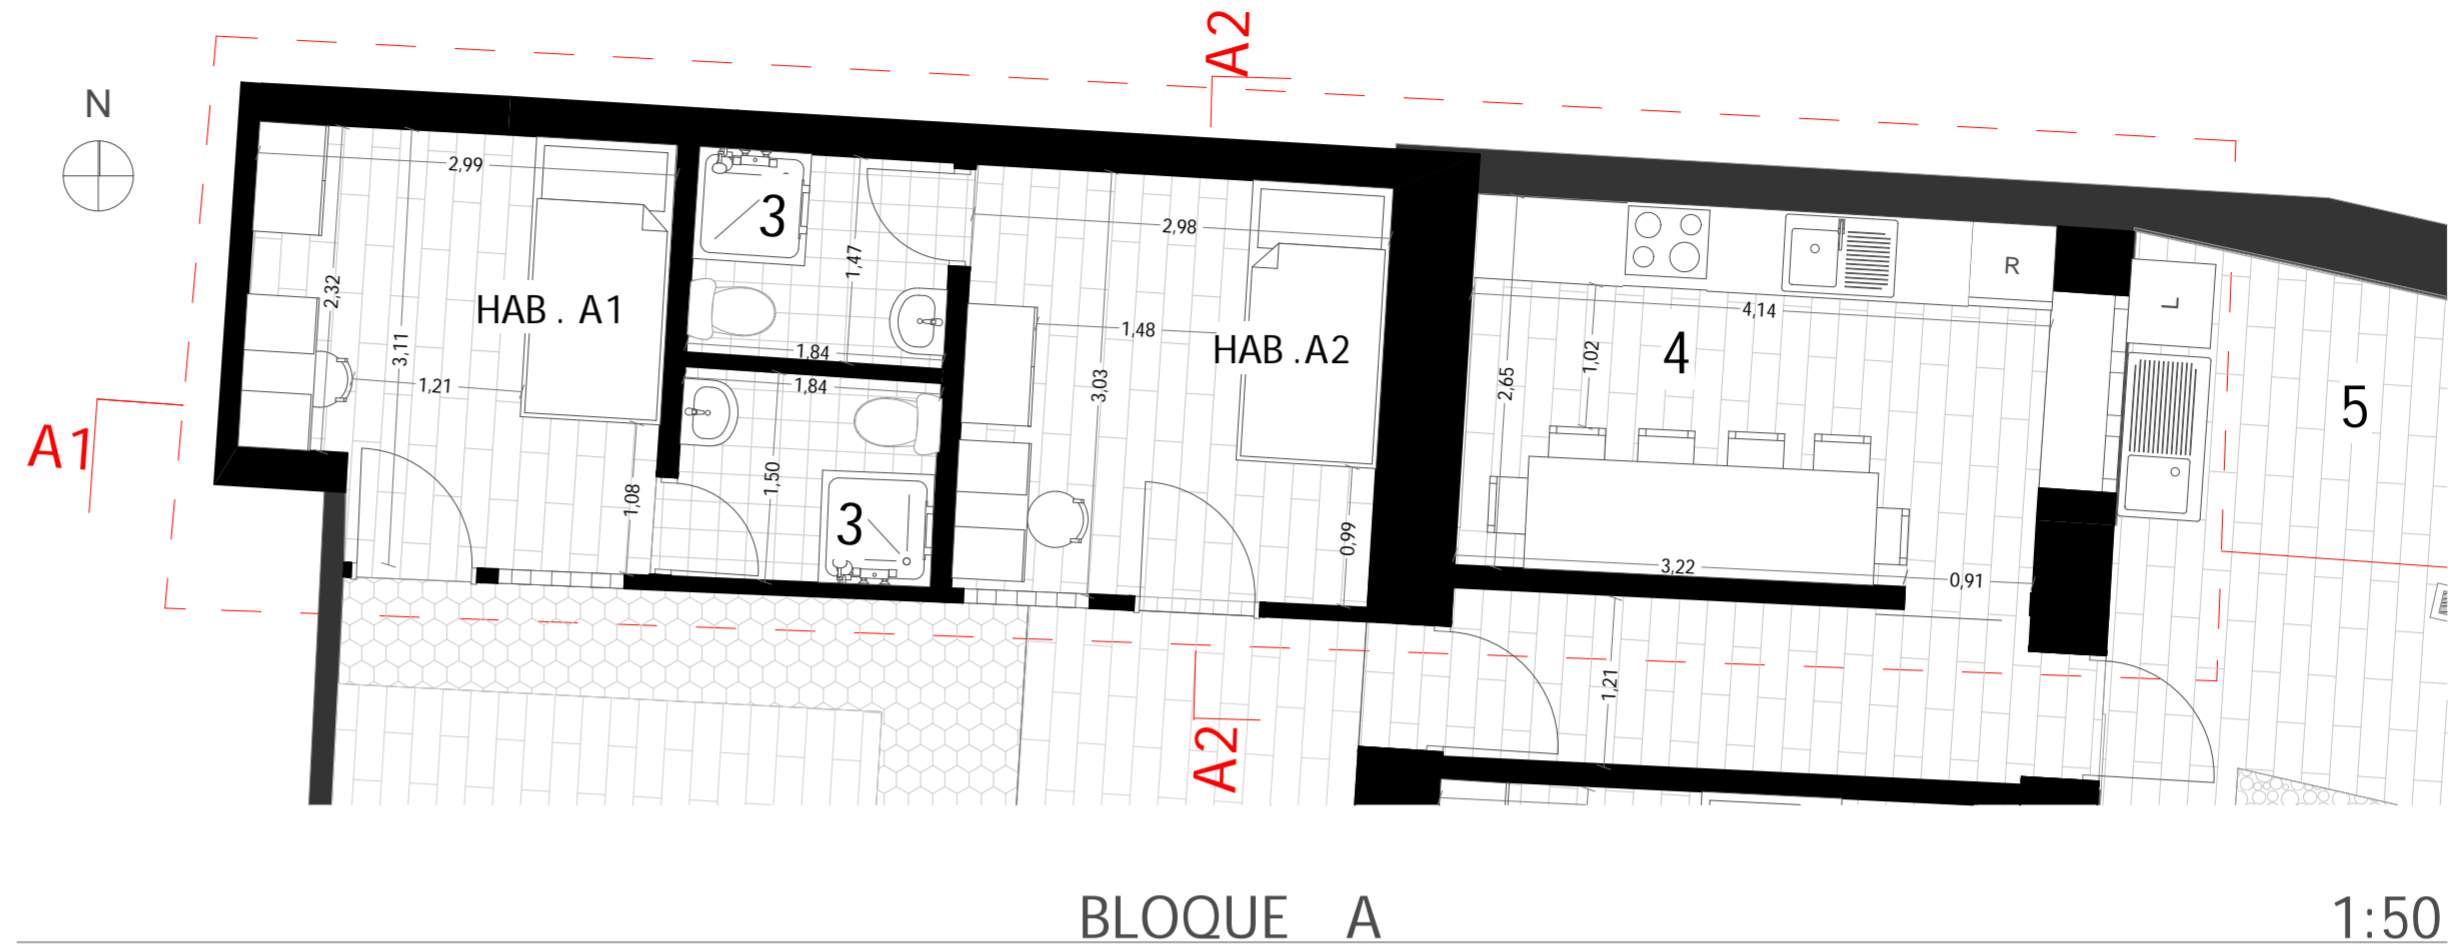 A2
N
2,99
3
2,98
1,47
R
L
2,32
HAB . A1
4,14
1,48
HAB .A2
4
1,02
3,11
1,84
1,84
1,21
3,03
2,65
5
A1
1,50
1,08
3
0,99
3,22
0,91
1,21
A2
BLOQUE A
1:50